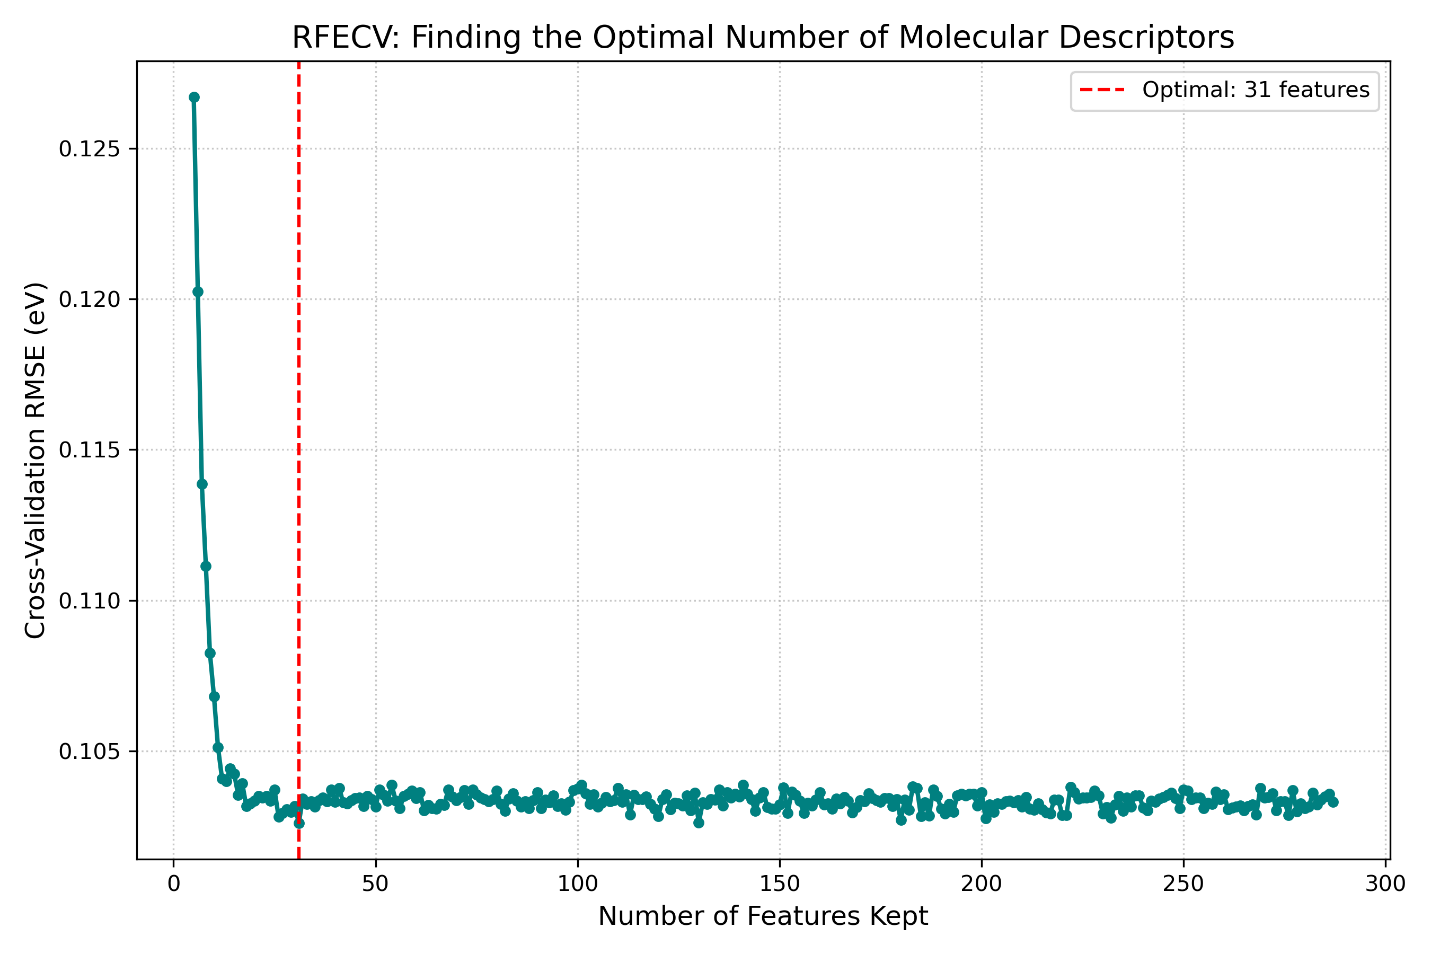 RFECV: Finding the Optimal Number of Molecular Descriptors
Optimal: 31 features
Cross-Validation RMSE (eV)
0.125
0.120
0.115
0.110
0.105
0 50 100 150 200 250 300
Number of Features Kept